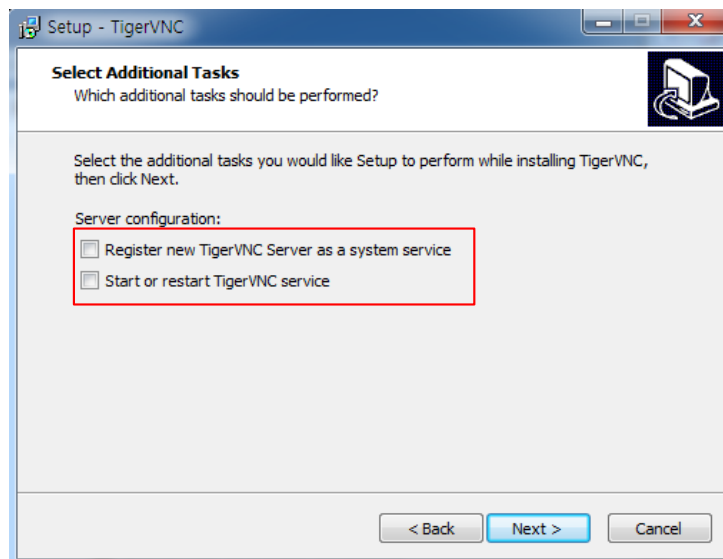 Setup - TigerVNC
Select Additional Tasks
Which additional tasks should be performed?
Select the additional tasks you would like Setup to perform while installing TigerVNC,
then click Next.
Server configuration:
Register new TigerVNC Server as a system service
Start or restart TigerVNC service
< Back
Next >
Cancel